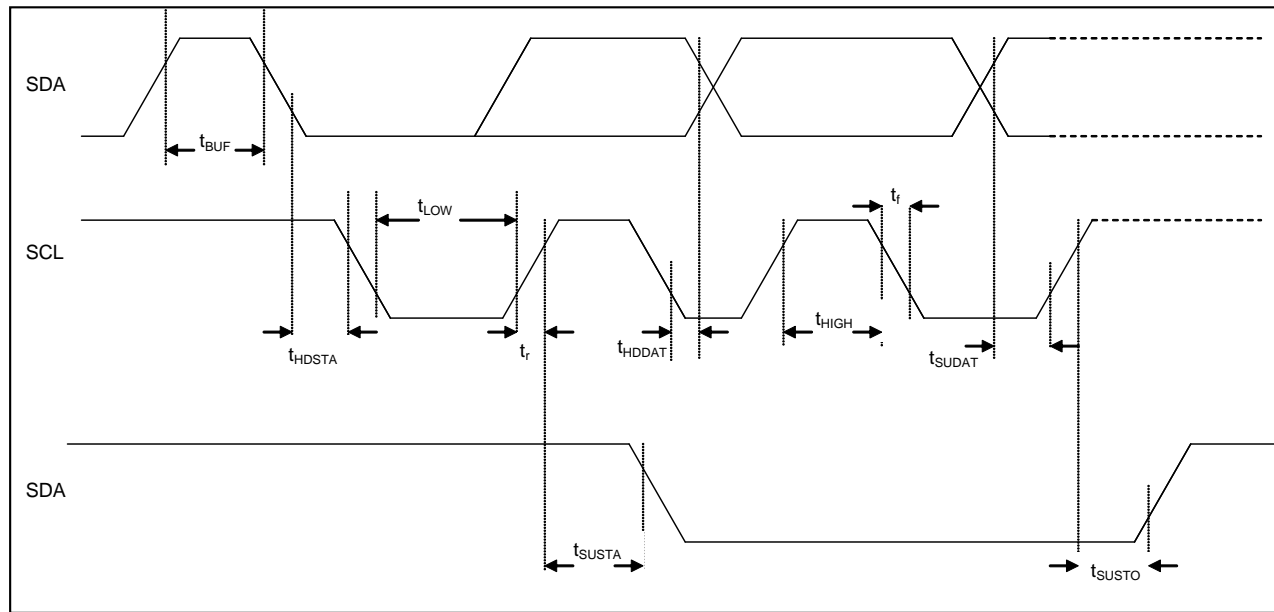 SDA
tBUF
tLOW
tf
SCL
tHDSTA
tr
tHDDAT
tHIGH
tSUDAT
SDA
tSUSTA
tSUSTO